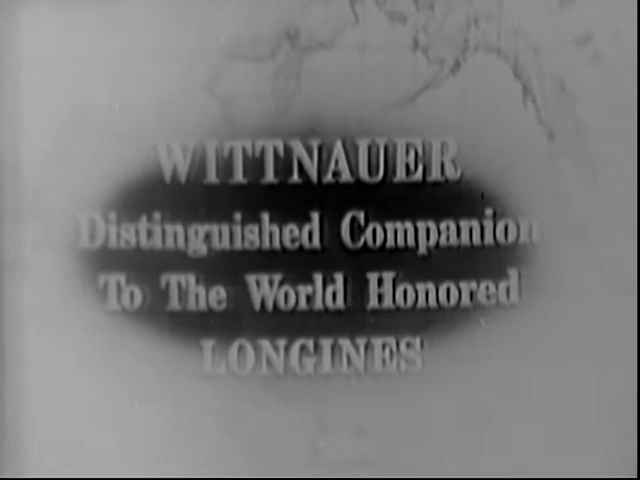 WITTNAUER
Distinguished Companion
To The World Honored
LONGINES